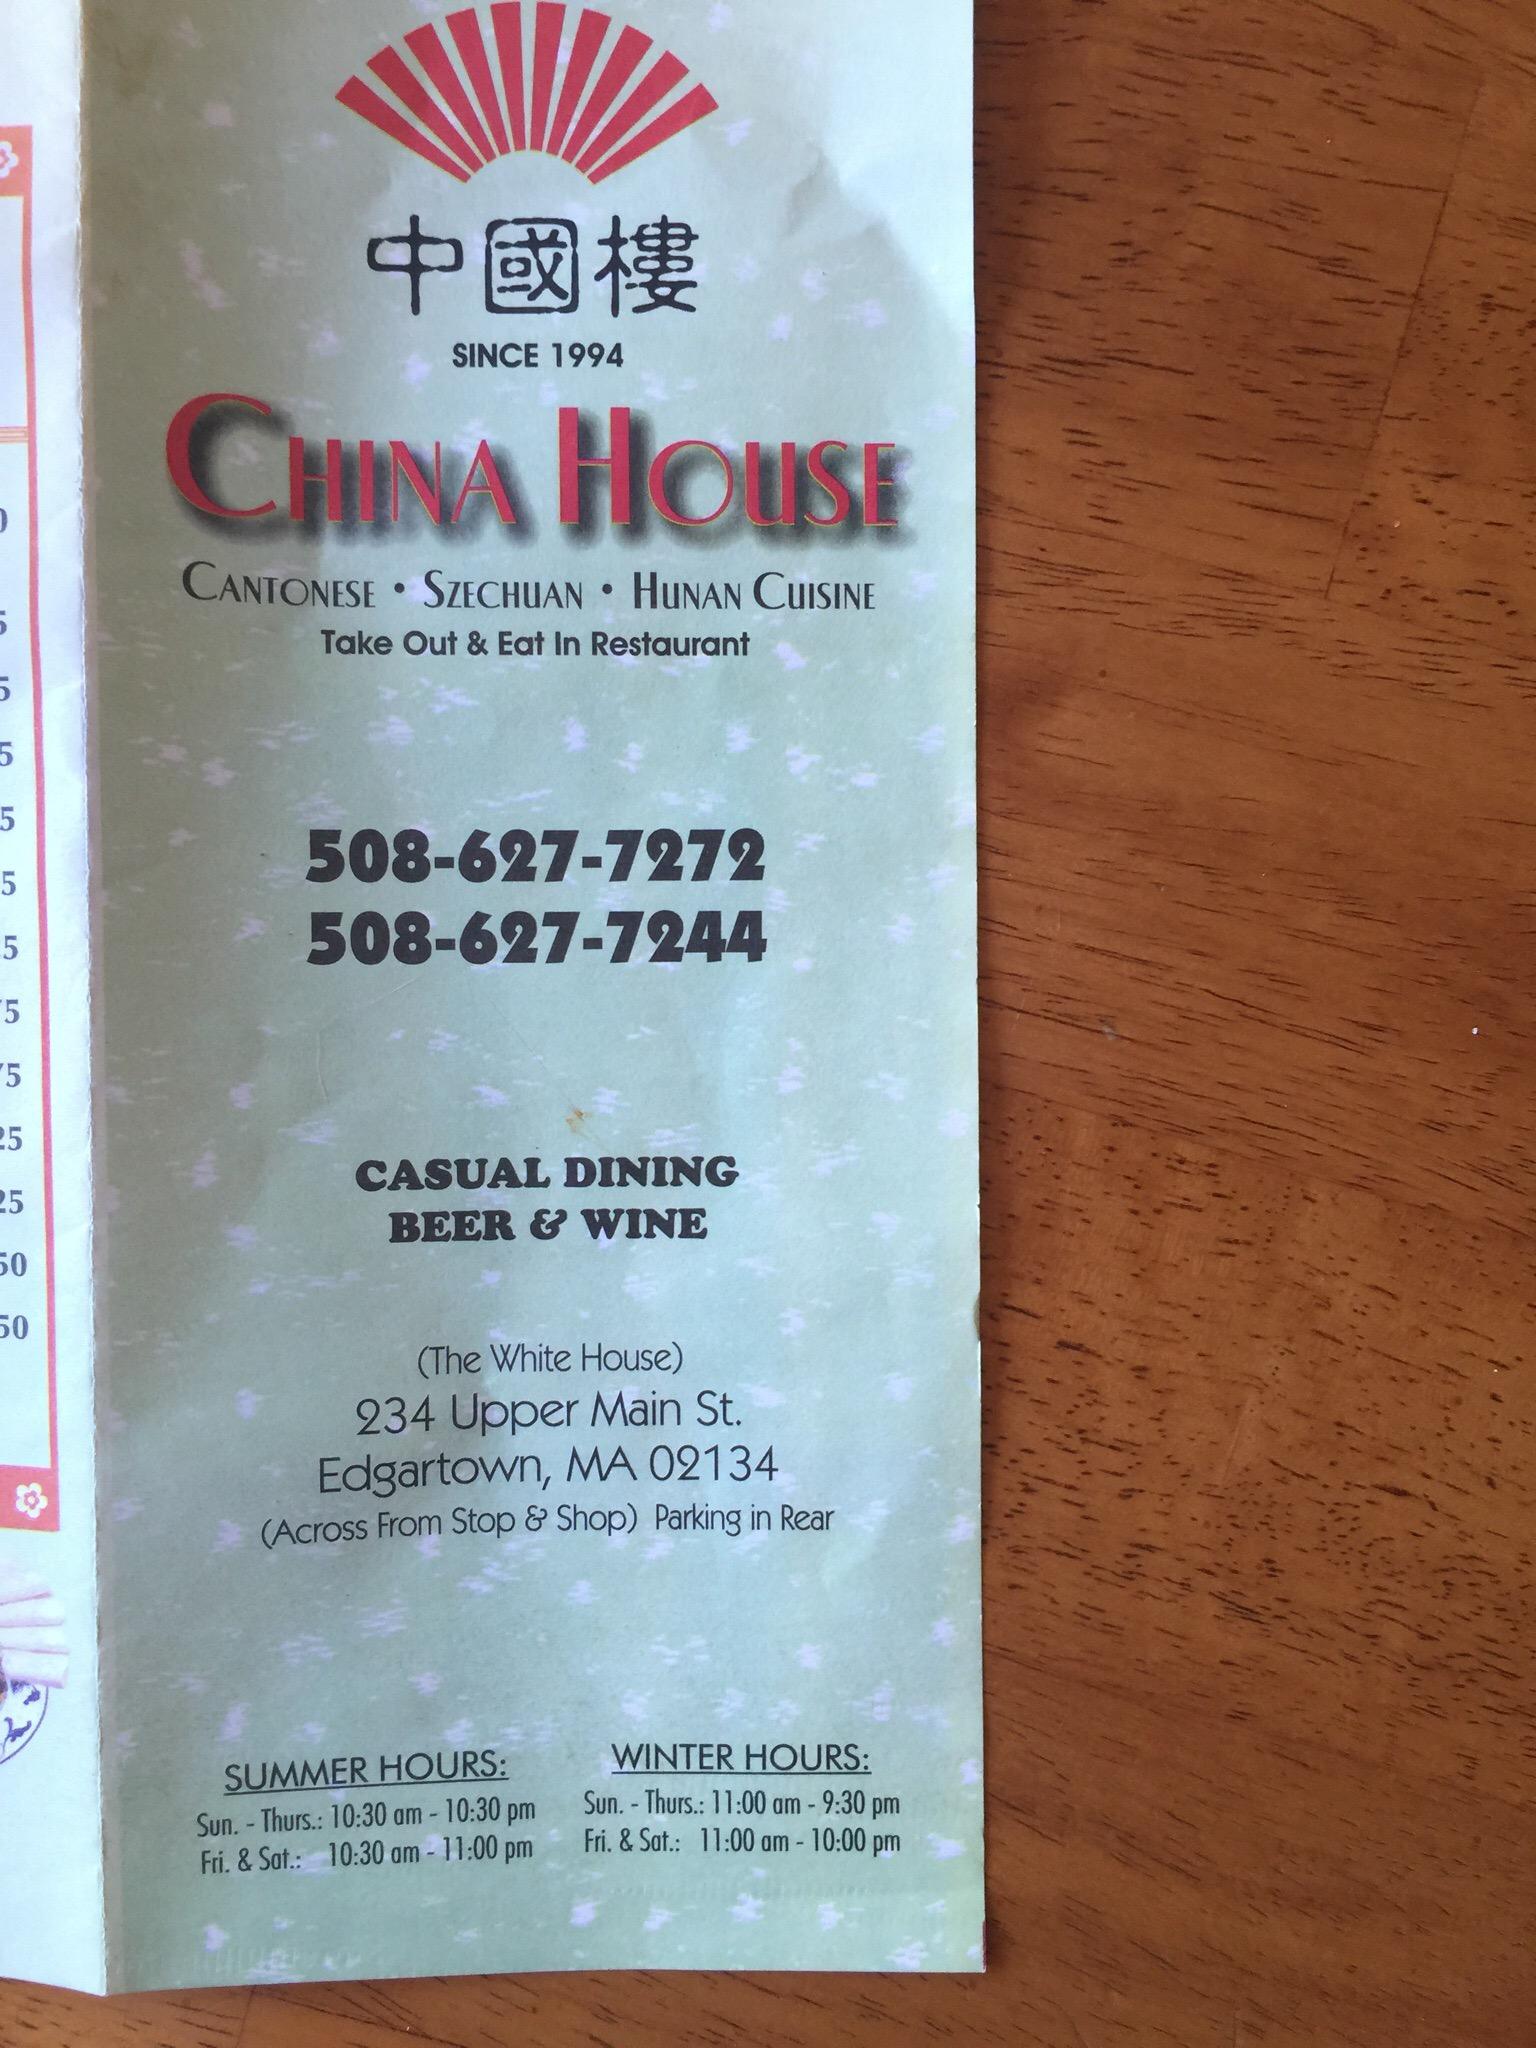 中國樓
SINCE 1994
CHINA HOUSE
CANTONESE • SZECHUAN • HUNAN CUISINE
Take Out & Eat In Restaurant
508-627-7272
508-627-7244
CASUAL DINING
BEER & WINE
(The White House)
234 Upper Main St.
Edgartown, MA 02134
(Across From Stop & Shop) Parking in Rear
SUMMER HOURS:
Sun. - Thurs.: 10:30 am - 10:30 pm
Fri. & Sat.: 10:30 am - 11:00 pm
WINTER HOURS:
Sun. - Thurs.: 11:00 am - 9:30 pm
Fri. & Sat.: 11:00 am - 10:00 pm